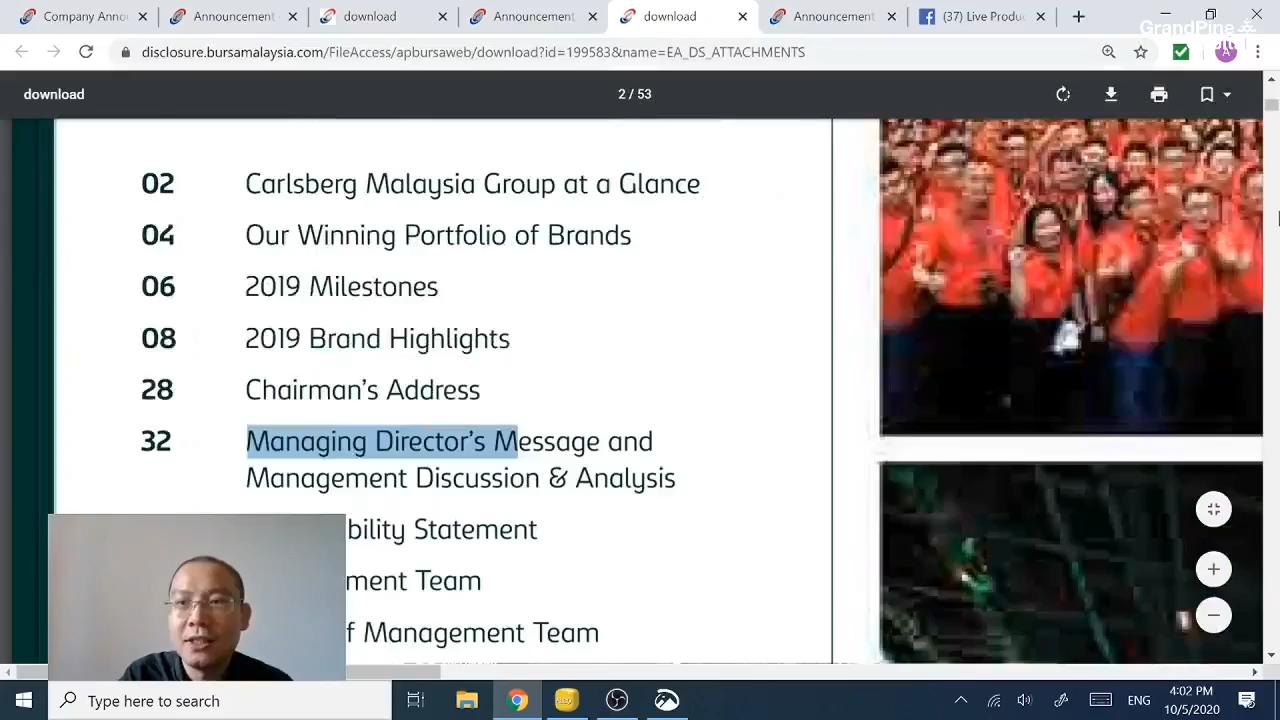 Company Annou
Announcement
download
Announcement
download
Announcement
(37) Live Produc
GrandPine
disclosure.bursamalaysia.com/FileAccess/apbursaweb/download?id=199583&name=EA_DS_ATTACHMENTS
A
download
2 / 53
02 Carlsberg Malaysia Group at a Glance
04 Our Winning Portfolio of Brands
06 2019 Milestones
08 2019 Brand Highlights
28 Chairman's Address
32 Managing Director's Message and
Management Discussion & Analysis
bility Statement
ment Team
f Management Team
Type here to search
ENG
4:02 PM
10/5/2020